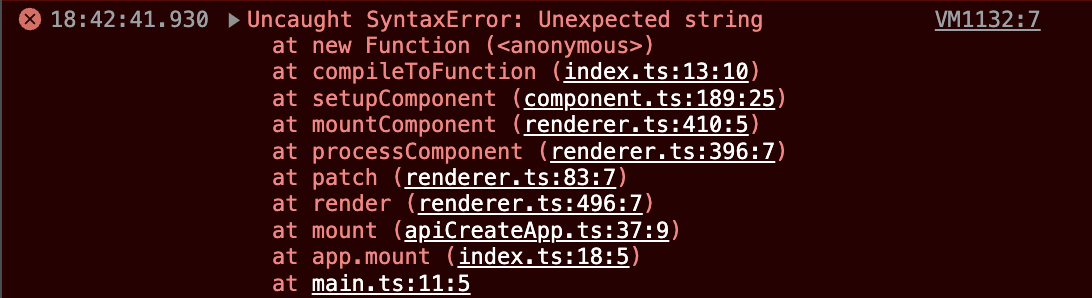 18:42:41.930 ▶Uncaught SyntaxError: Unexpected string VM1132:7
at new Function (<anonymous>)
at compileToFunction (index.ts:13:10)
at setupComponent (component.ts:189:25)
at mountComponent (renderer.ts:410:5)
at processComponent (renderer.ts:396:7)
at patch (renderer.ts:83:7)
at render (renderer.ts:496:7)
at mount (apiCreateApp.ts:37:9)
at app.mount (index.ts:18:5)
at main.ts:11:5